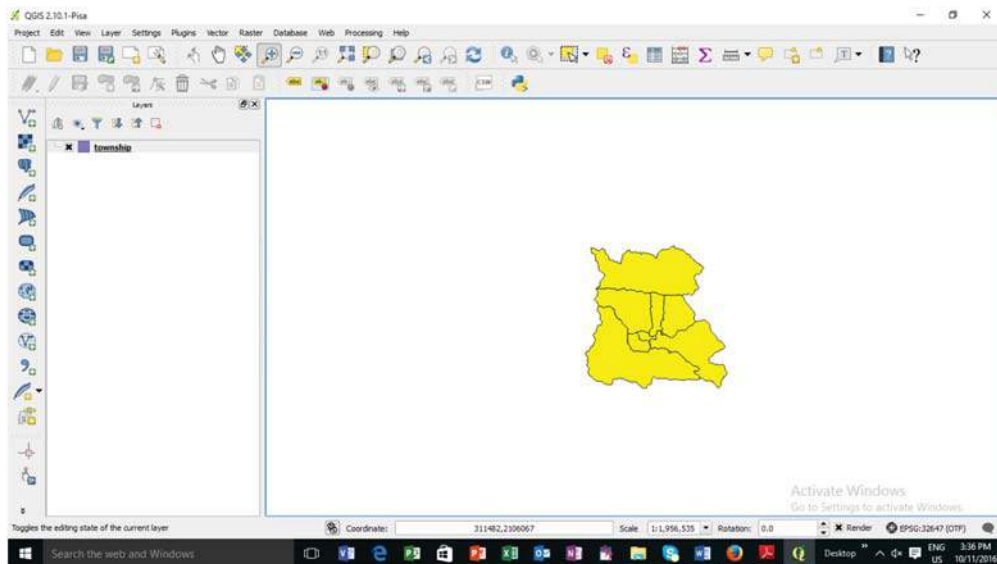 QGIS 2.10.1-Pisa
Project Edit View Layer Settings Plugins Vector Raster Database Web Processing Help
Layers
township
Activate Windows
Go to Settings to activate Windows.
Toggles the editing state of the current layer
Coordinate: 311482,2106067 Scale 1:1,956,535 Rotation: 0.0 Render EPSG:32647 (OTF)
Search the web and Windows
Desktop ENG 3:36 PM
US 10/11/2016